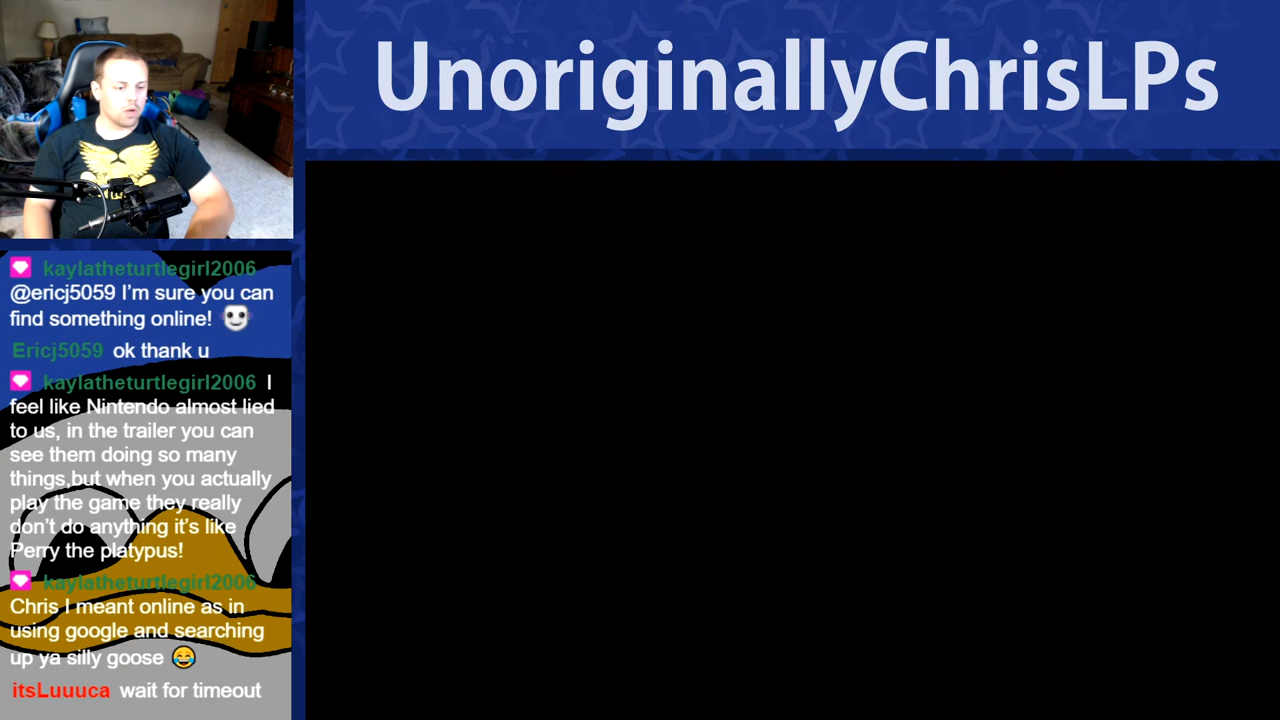 UnoriginallyChrisLPs
kaylatheturtlegirl2006
@ericj5059 I’m sure you can
find something online!
Ericj5059 ok thank u
kaylatheturtlegirl2006 I
feel like Nintendo almost lied
to us, in the trailer you can
see them doing so many
things,but when you actually
play the game they really
don’t do anything it’s like
Perry the platypus!
kaylatheturtlegirl2006
Chris I meant online as in
using google and searching
up ya silly goose 😂
itsLuuuca wait for timeout